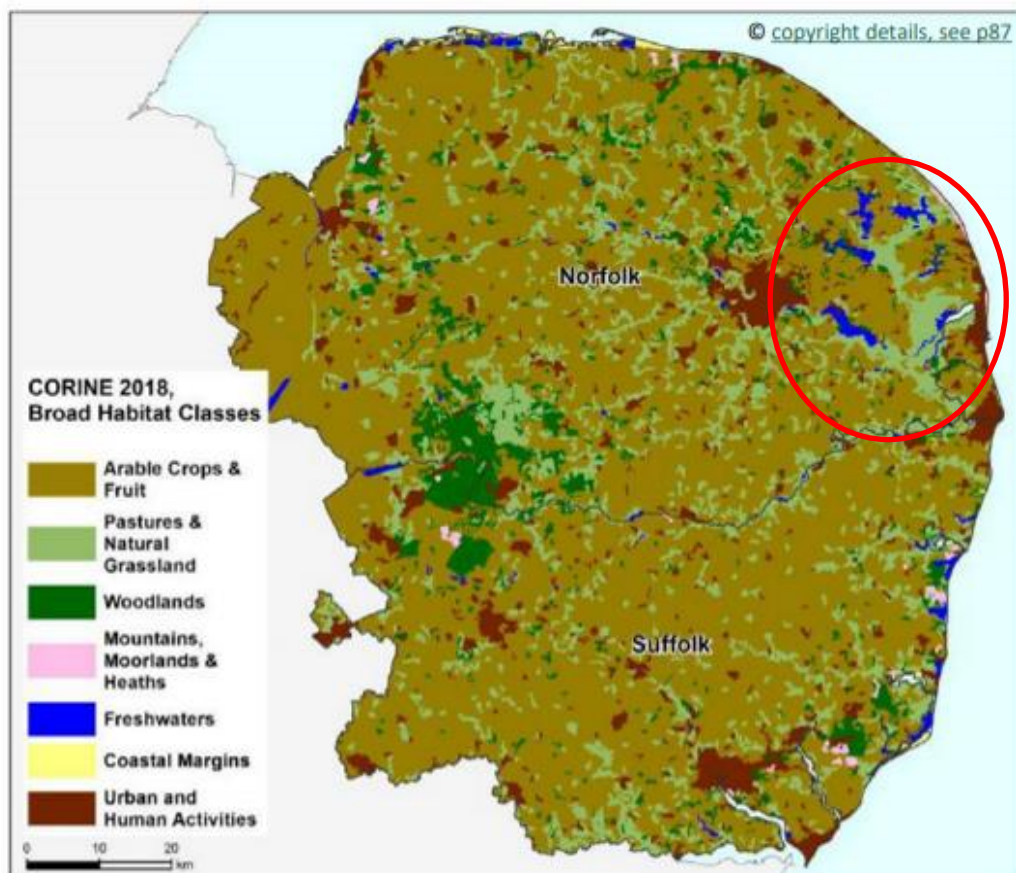 © copyright details, see p87
Norfolk
CORINE 2018,
Broad Habitat Classes
Arable Crops &
Fruit
Pastures &
Natural
Grassland
Woodlands
Mountains,
Moorlands &
Heaths
Suffolk
Freshwaters
Coastal Margins
Urban and
Human Activities
0 10 20
km